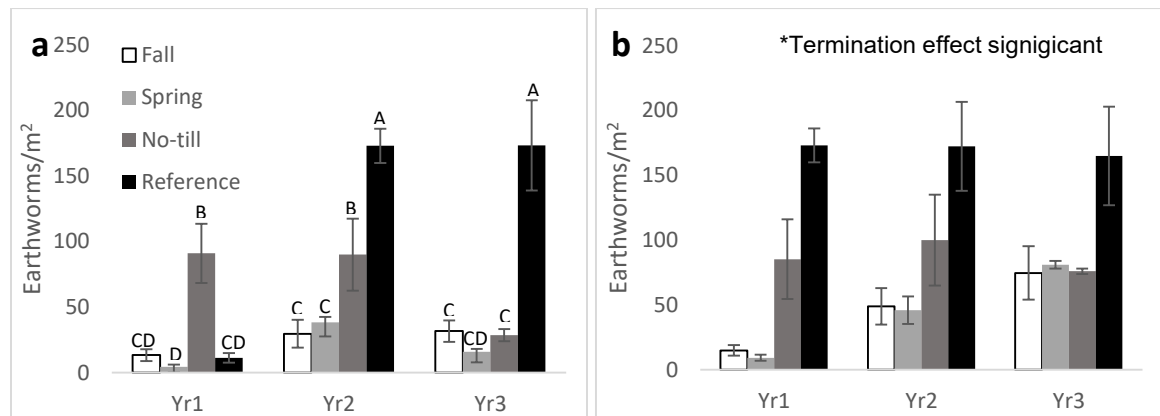 a
250
200
150
100
50
0
Earthworms/m²
Fall
Spring
No-till
Reference
CD
D
B
CD
C
C
B
A
C
CD
C
A
Yr1
Yr2
Yr3
b
*Termination effect signigicant
250
200
150
100
50
0
Earthworms/m²
Yr1
Yr2
Yr3